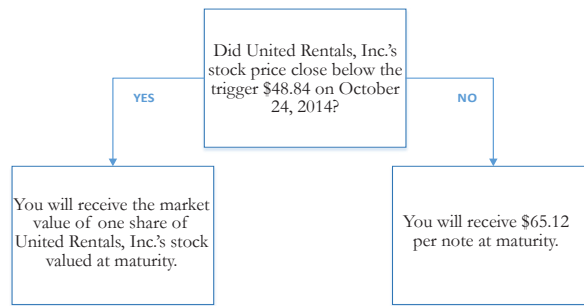 Did United Rentals, Inc.'s
stock price close below the
trigger $48.84 on October
24, 2014?
YES
NO
You will receive the market
value of one share of
United Rentals, Inc.'s stock
valued at maturity.
You will receive $65.12
per note at maturity.